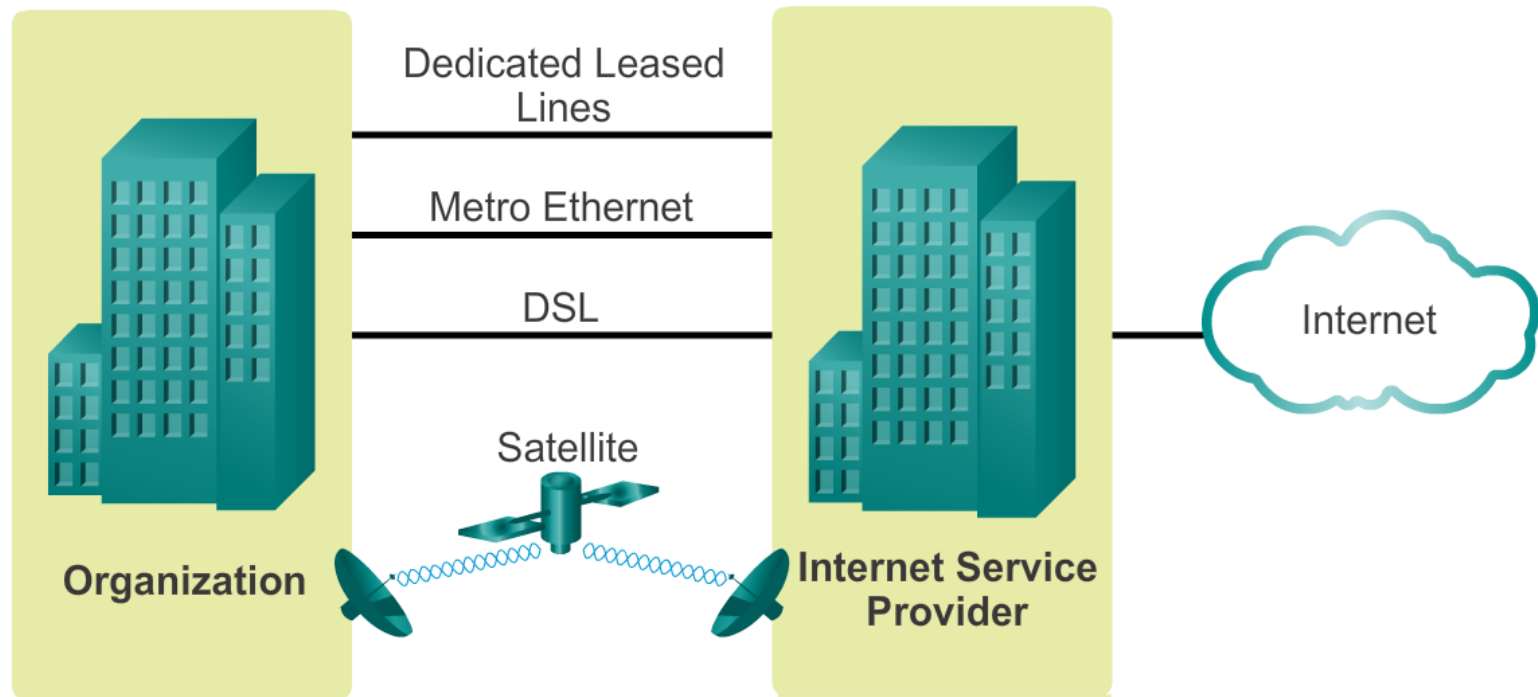 Dedicated Leased
Lines
Metro Ethernet
DSL
Satellite
Organization
Internet Service
Provider
Internet